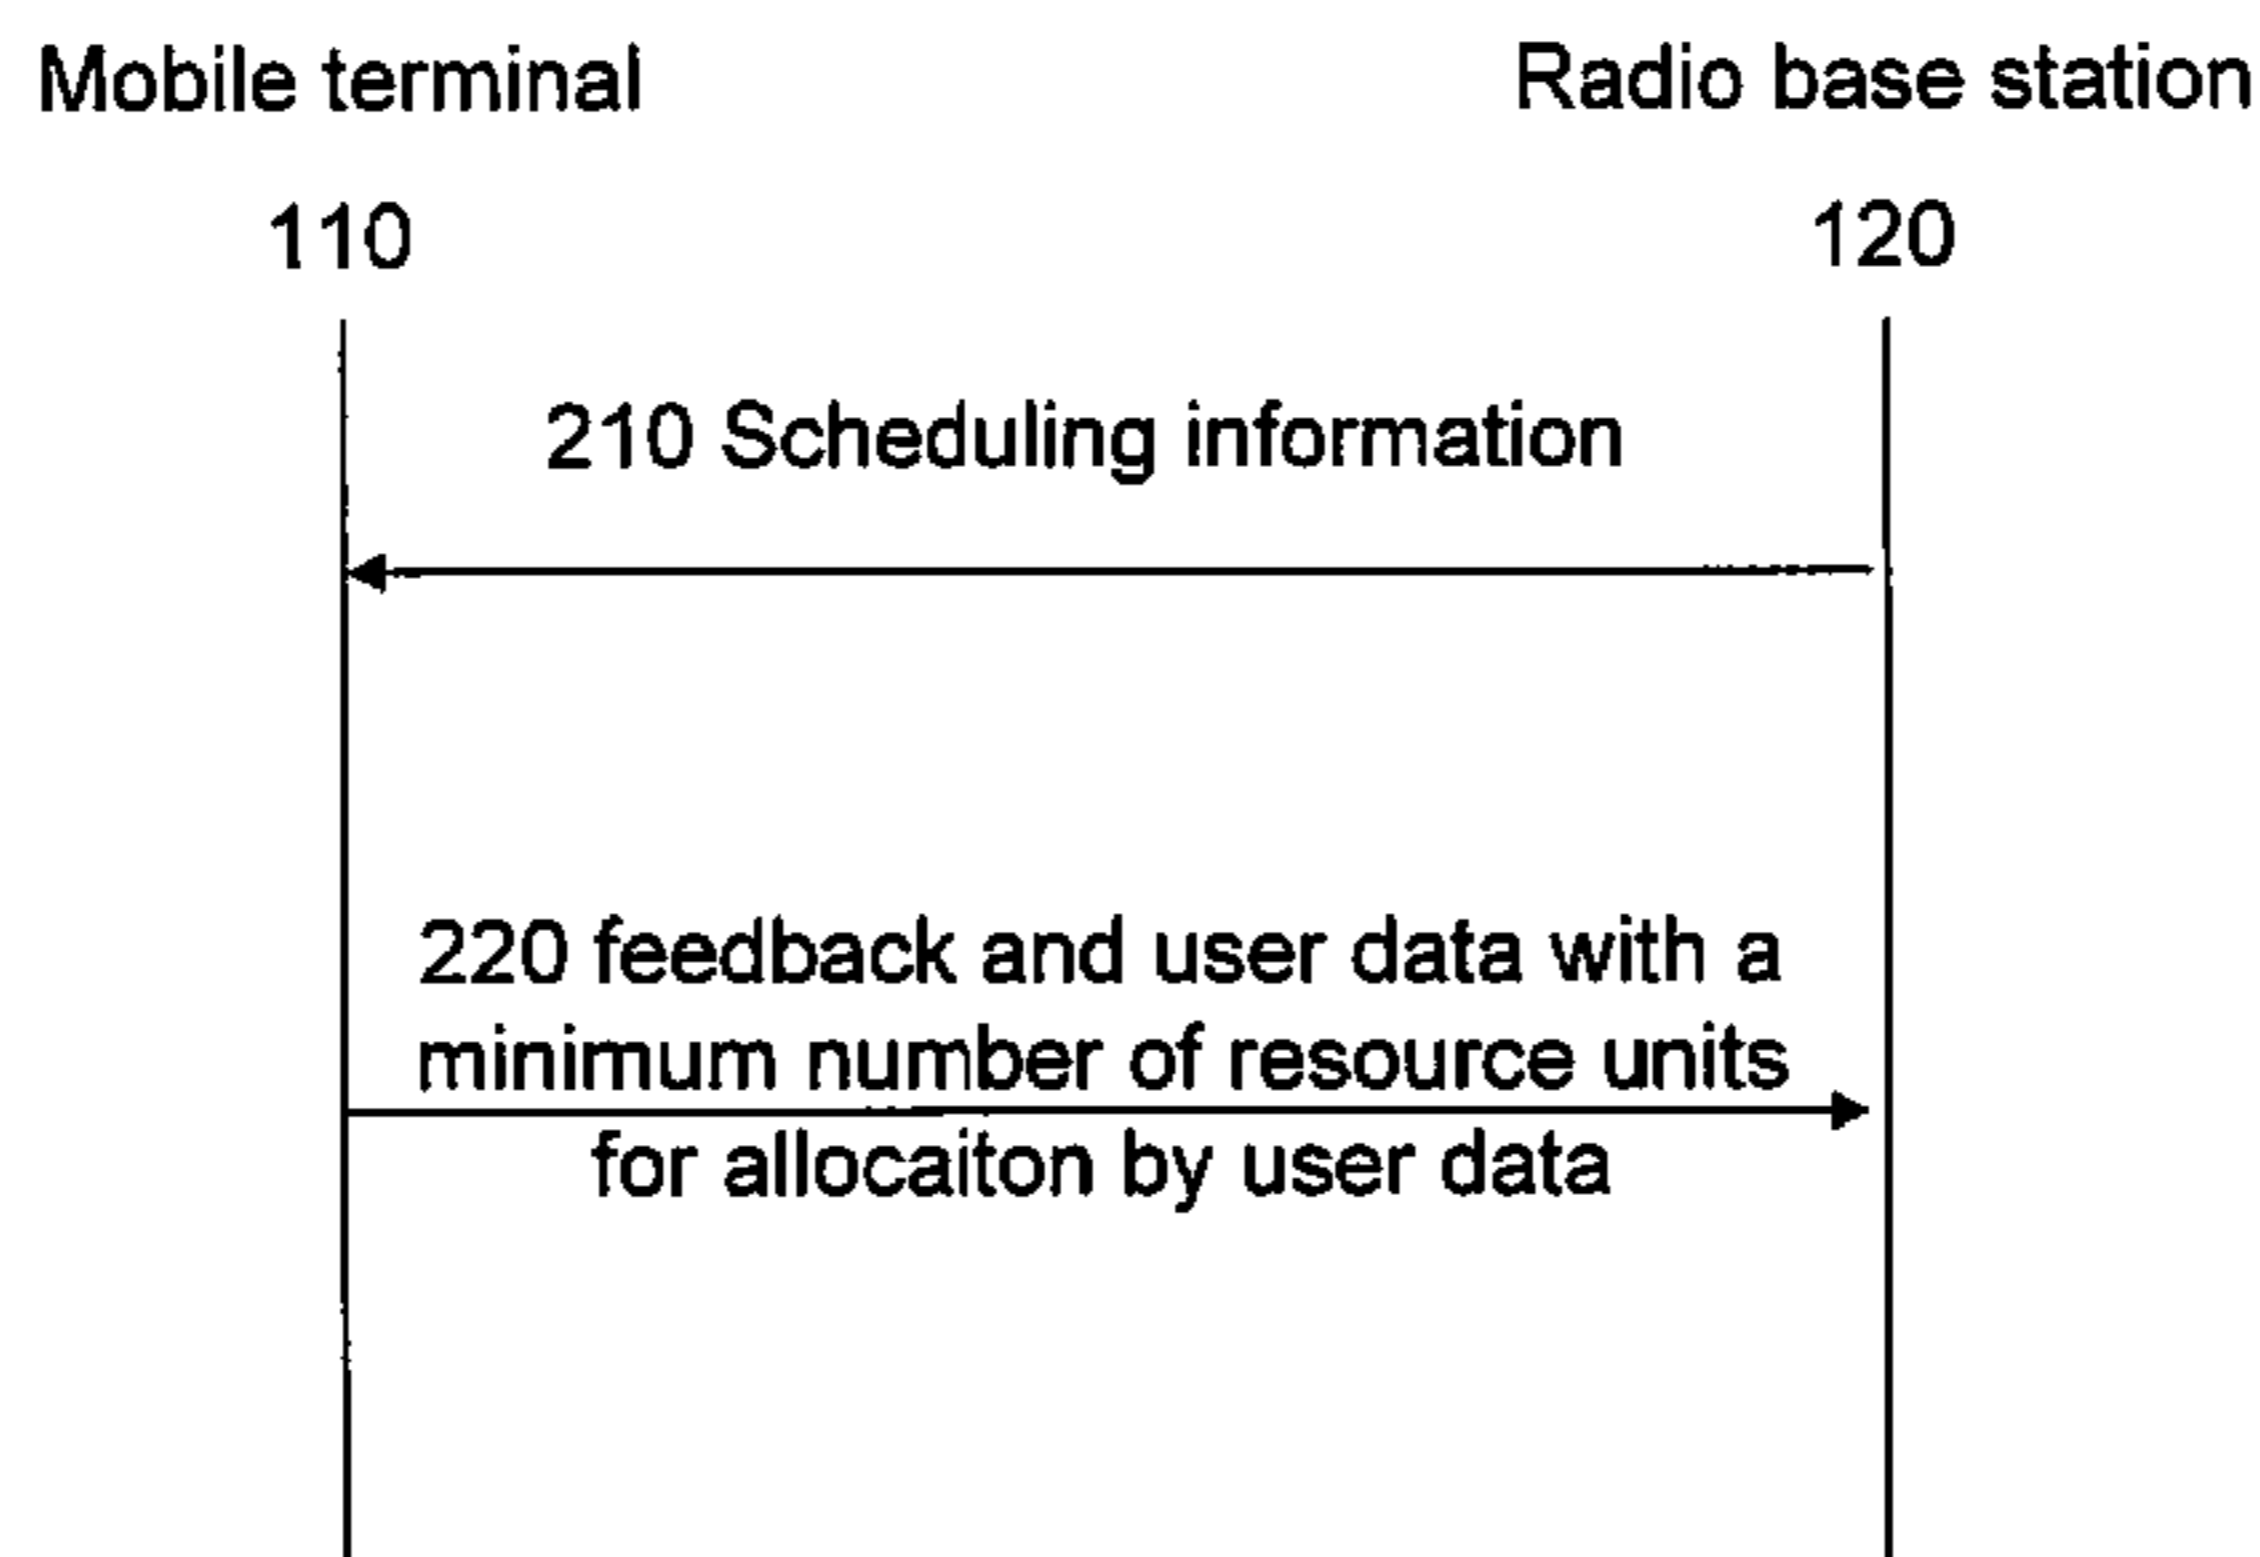 Mobile terminal
Radio base station
110
120
210 Scheduling information
220 feedback and user data with a
minimum number of resource units
for allocaiton by user data